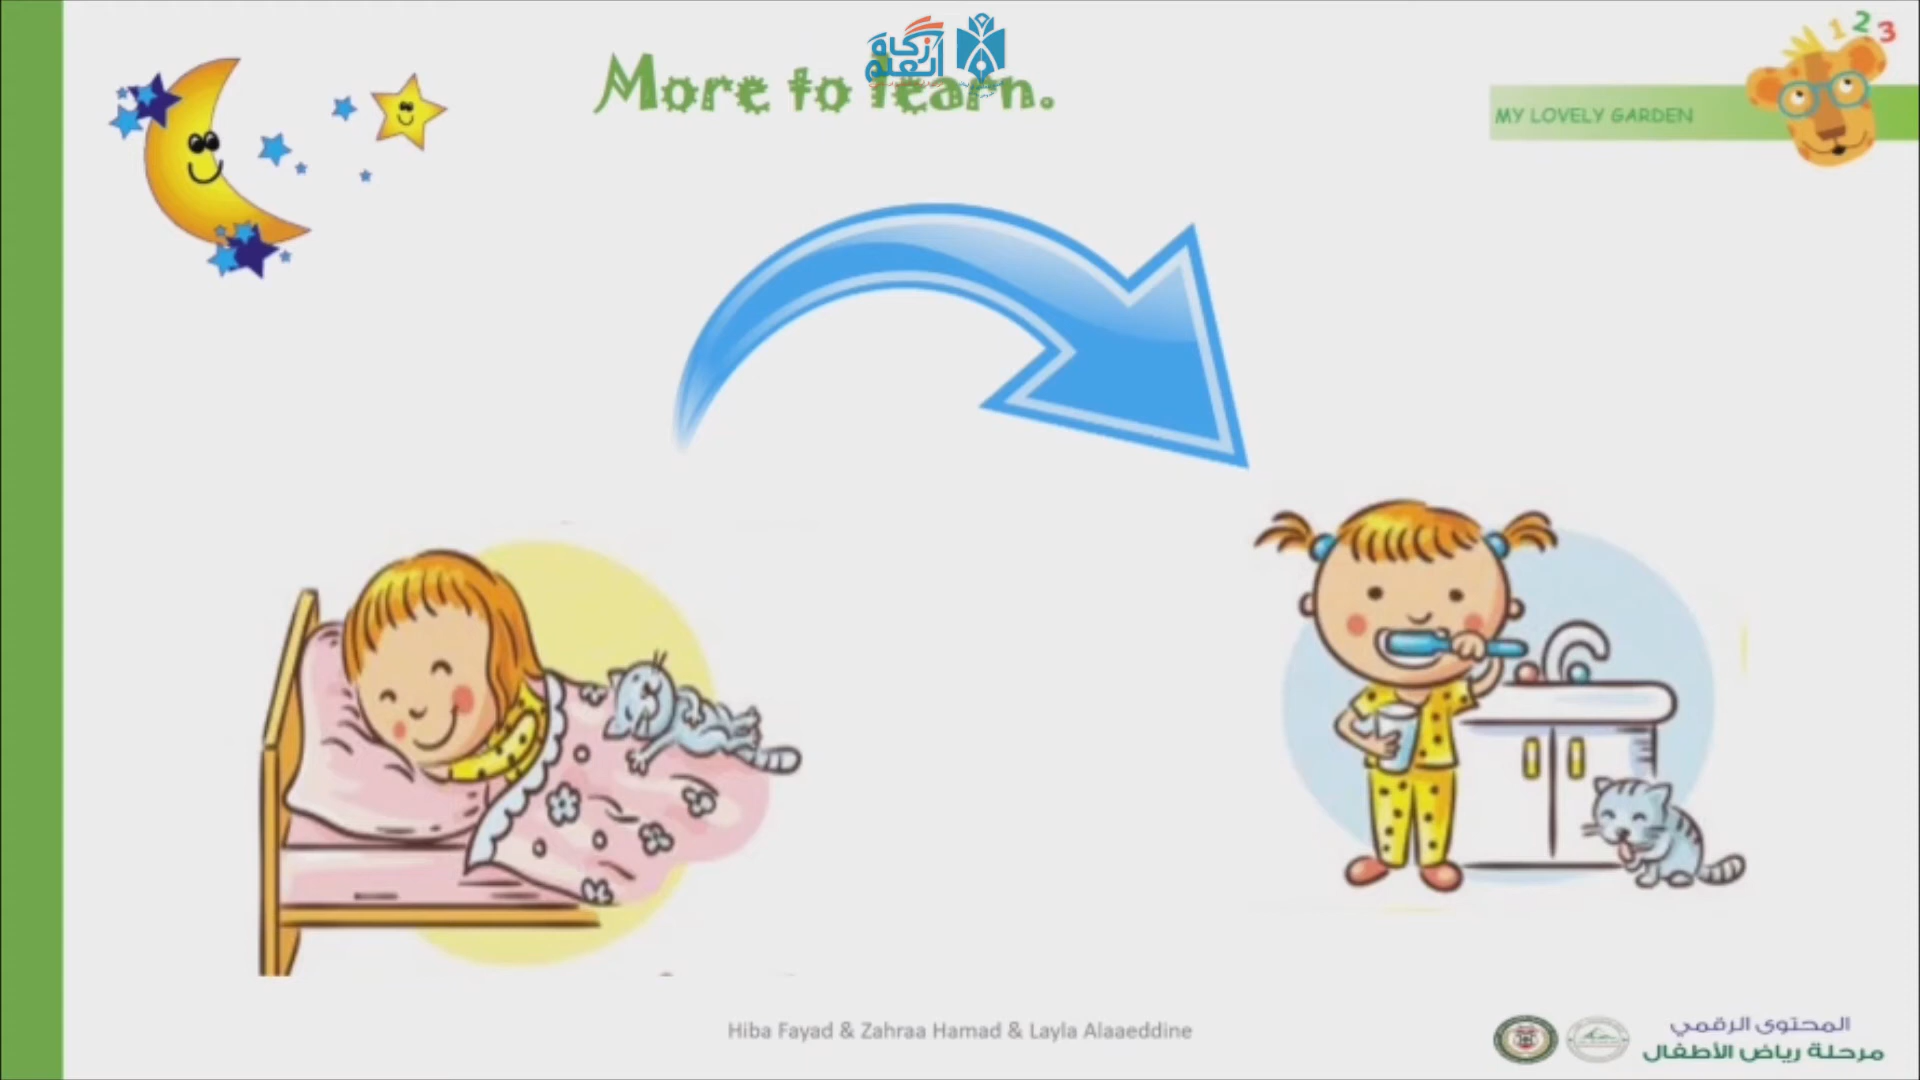 More to learn.
1 2 3
MY LOVELY GARDEN
Hiba Fayad & Zahraa Hamad & Layla Alaaeddine
المحتوى الرقمي
مرحلة رياض الأطفال